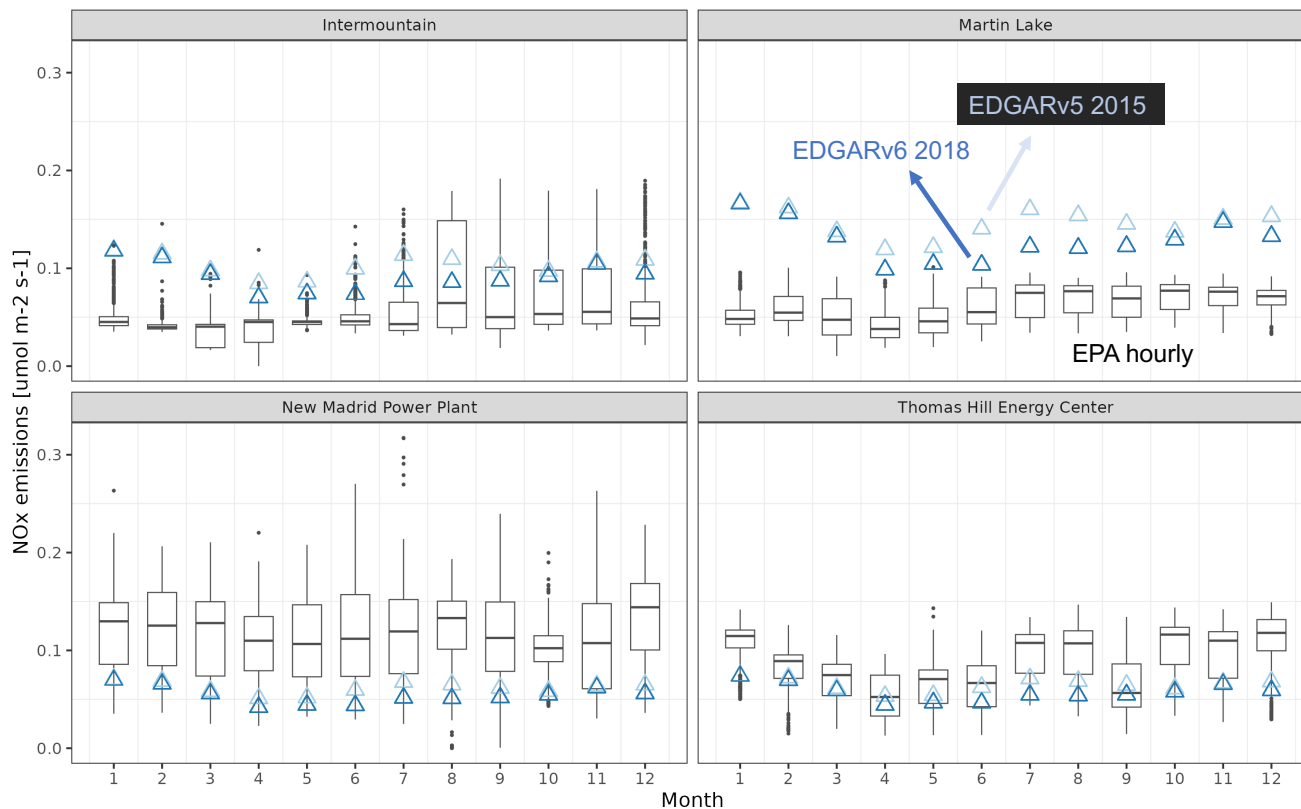 Intermountain
Martin Lake
0.3
0.2
0.1
0.0
EDGARv5 2015
EDGARv6 2018
EPA hourly
New Madrid Power Plant
Thomas Hill Energy Center
0.3
0.2
0.1
0.0
1 2 3 4 5 6 7 8 9 10 11 12
1 2 3 4 5 6 7 8 9 10 11 12
Month
NOx emissions [umol m-2 s-1]